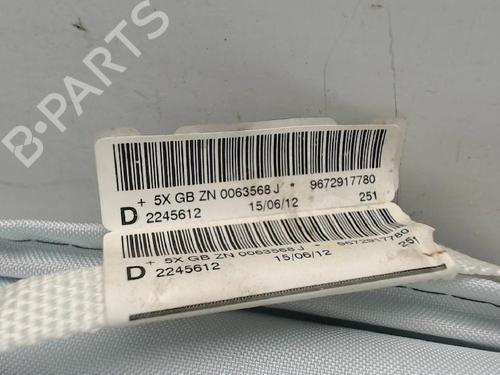 B-PARTS
+ 5X GB ZN 0063568 J - 9672917780
D 2245612 15/06/12 251
+ 5X GB ZN 0063568 J - 9672917780
D 2245612 15/06/12 251